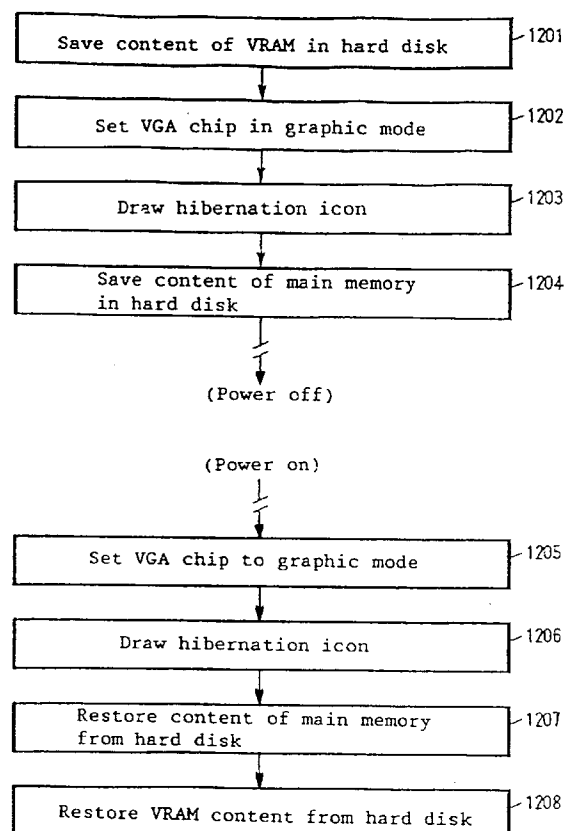 Save content of VRAM in hard disk
1201
Set VGA chip in graphic mode
1202
Draw hibernation icon
1203
Save content of main memory
in hard disk
1204
(Power off)
(Power on)
Set VGA chip to graphic mode
1205
Draw hibernation icon
1206
Restore content of main memory
from hard disk
1207
Restore VRAM content from hard disk
1208